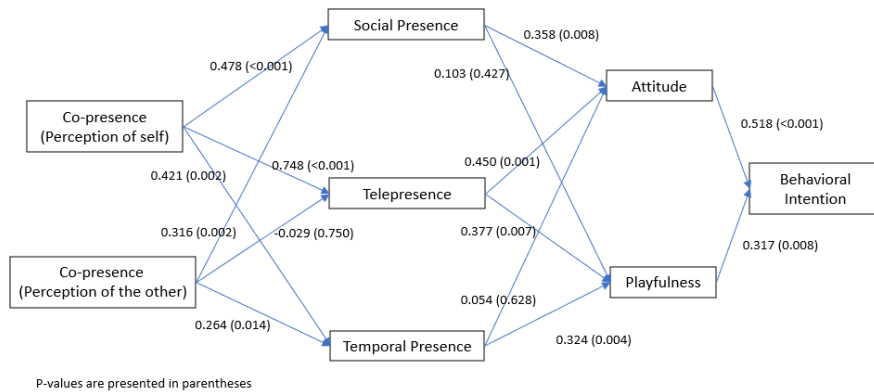 Social Presence
0.358 (0.008)
0.478 (<0.001)
0.103 (0.427)
Attitude
Co-presence
(Perception of self)
0.518 (<0.001)
0.748 (<0.001)
0.450 (0.001)
0.421 (0.002)
Telepresence
Behavioral
Intention
0.316 (0.002)
-0.029 (0.750)
0.377 (0.007)
0.317 (0.008)
Co-presence
(Perception of the other)
Playfulness
0.054 (0.628)
0.264 (0.014)
Temporal Presence
0.324 (0.004)
P-values are presented in parentheses